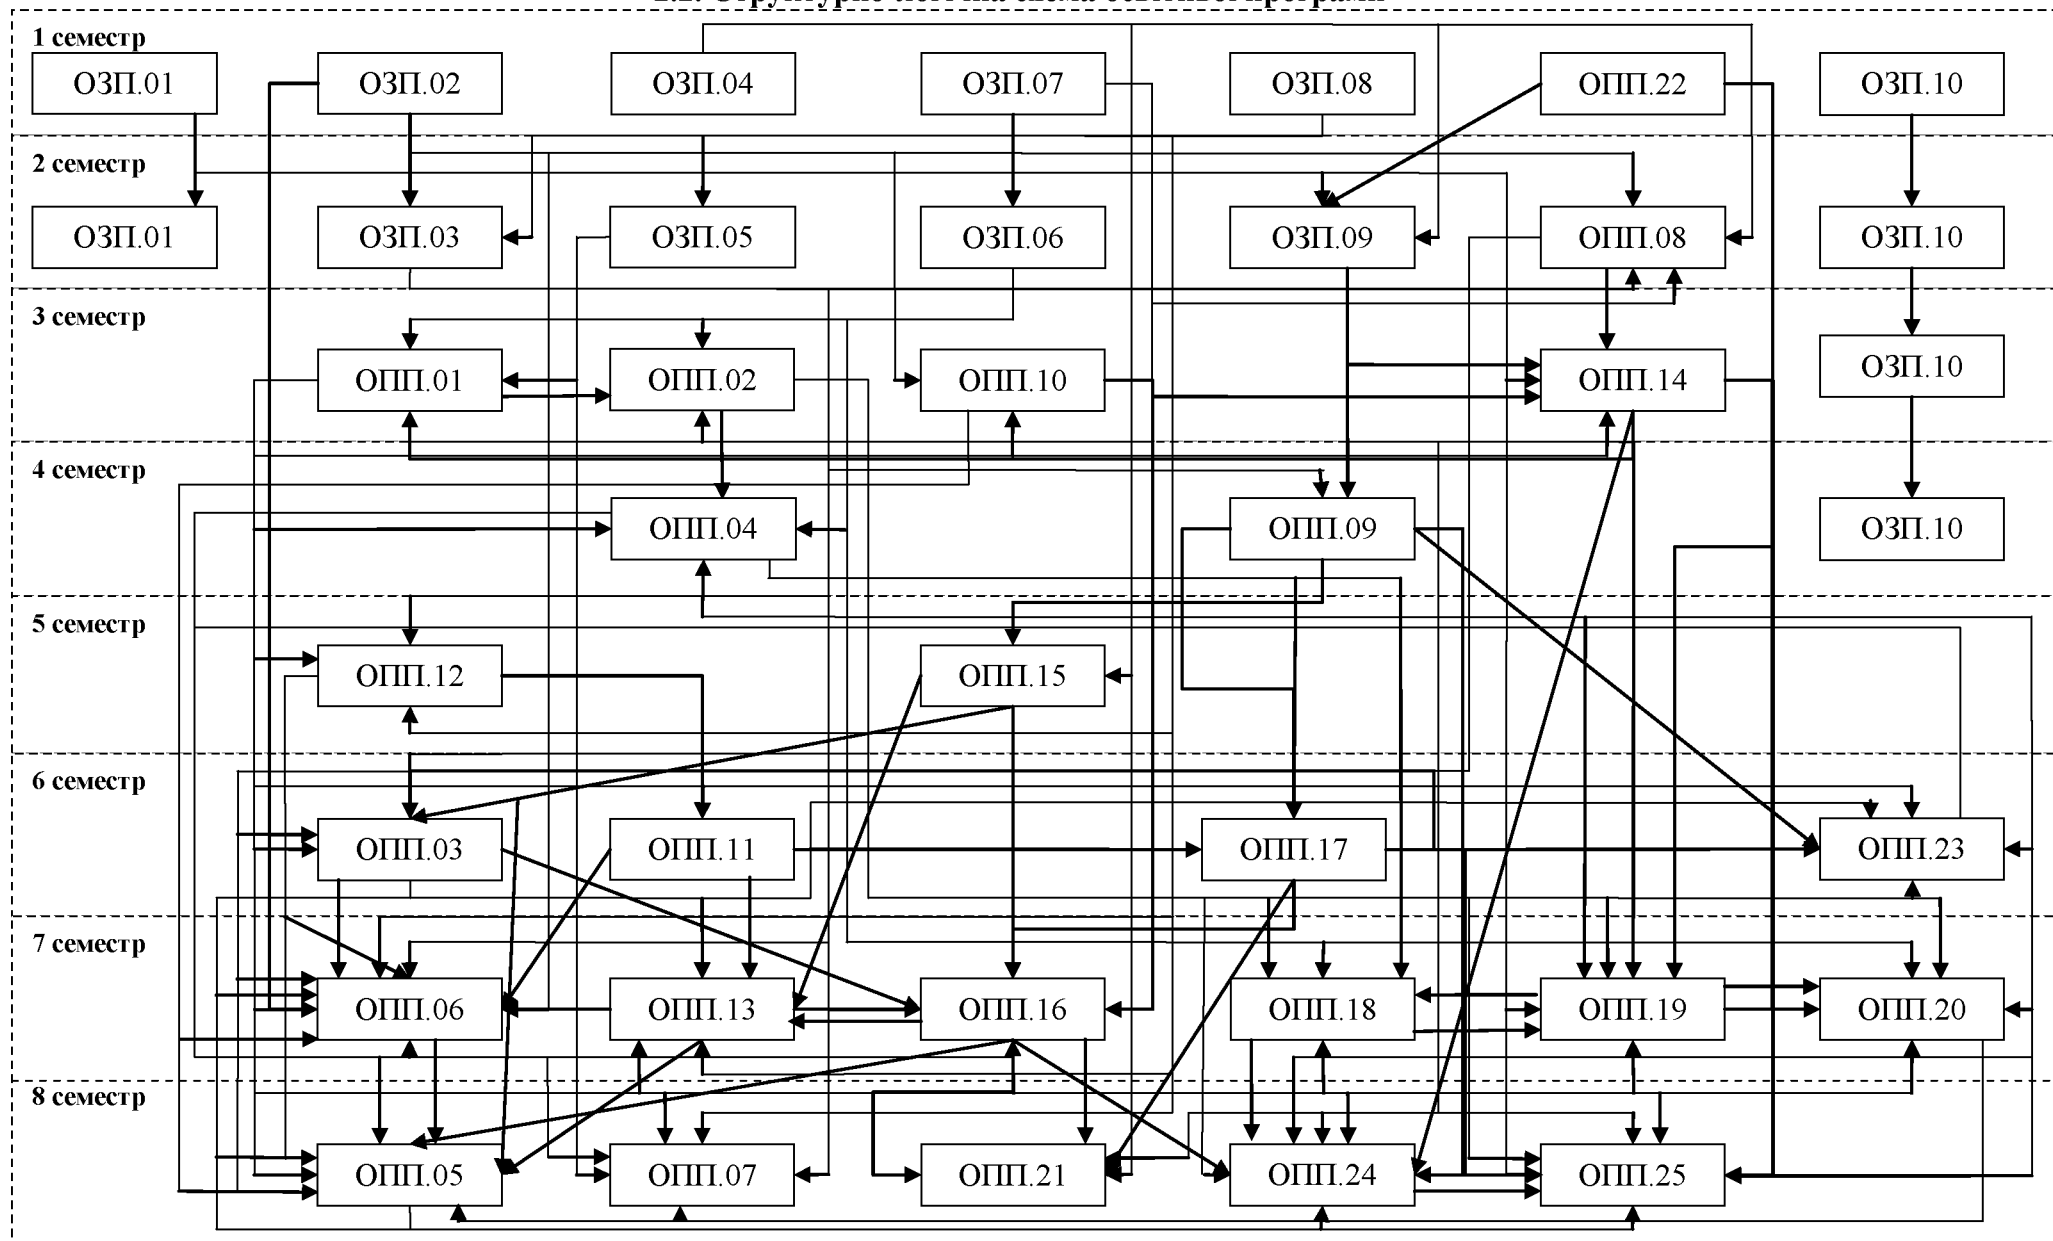 1 семестр
ОЗП.01 ОЗП.02 ОЗП.04 ОЗП.07 ОЗП.08 ОПП.22 ОЗП.10
2 семестр
ОЗП.01 ОЗП.03 ОЗП.05 ОЗП.06 ОЗП.09 ОПП.08 ОЗП.10
3 семестр
ОПП.01 ОПП.02 ОПП.10 ОПП.14 ОЗП.10
4 семестр
ОПП.04 ОПП.09 ОЗП.10
5 семестр
ОПП.12 ОПП.15
6 семестр
ОПП.03 ОПП.11 ОПП.17 ОПП.23
7 семестр
ОПП.06 ОПП.13 ОПП.16 ОПП.18 ОПП.19 ОПП.20
8 семестр
ОПП.05 ОПП.07 ОПП.21 ОПП.24 ОПП.25